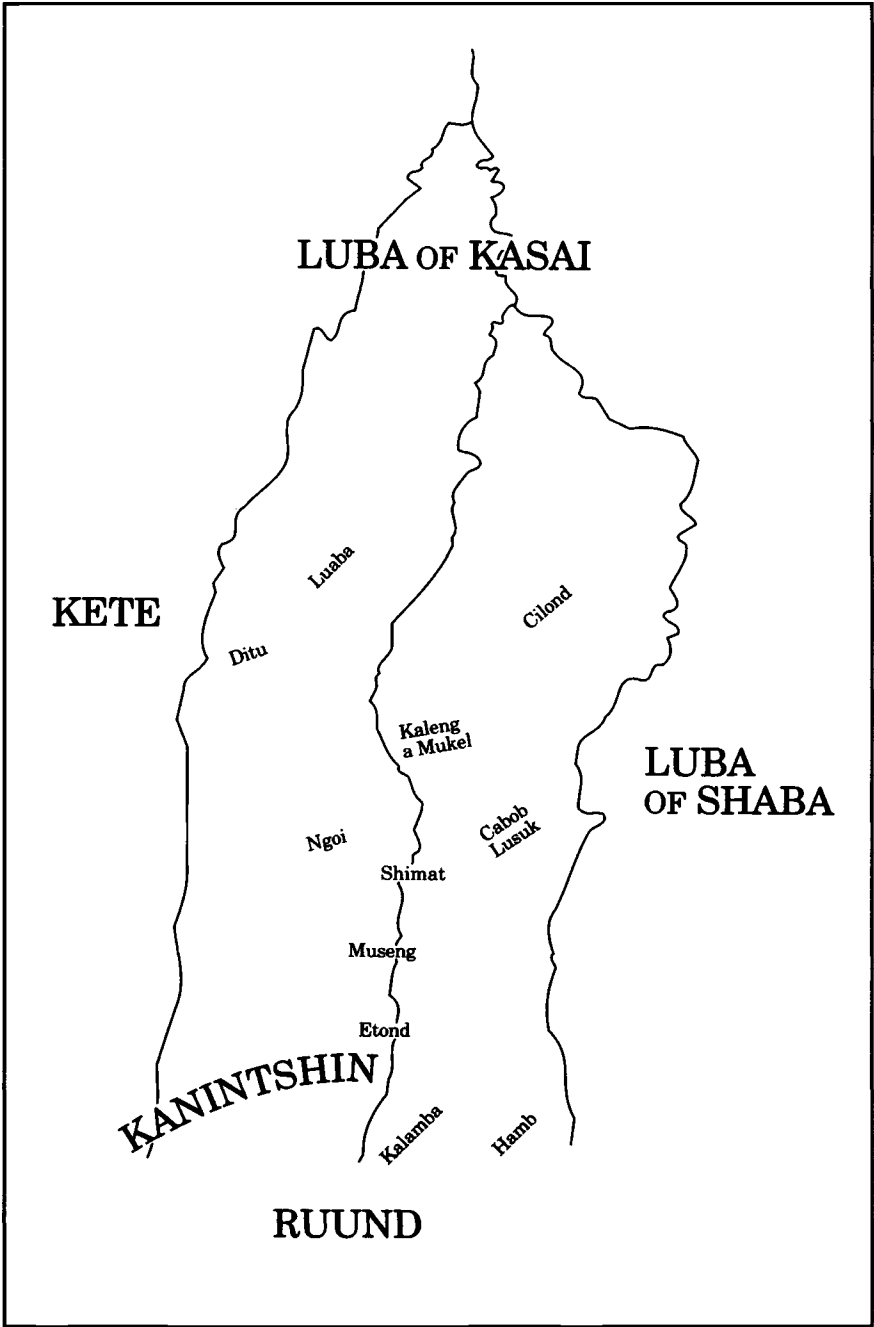 LUBA OF KASAI
Luaba
Cilond
KETE
Ditu
Kaleng
a Mukel
LUBA
OF SHABA
Cabob
Lusuk
Ngoi
Shimat
Museng
Etond
KANINTSHIN
Kalamba
Hamb
RUUND